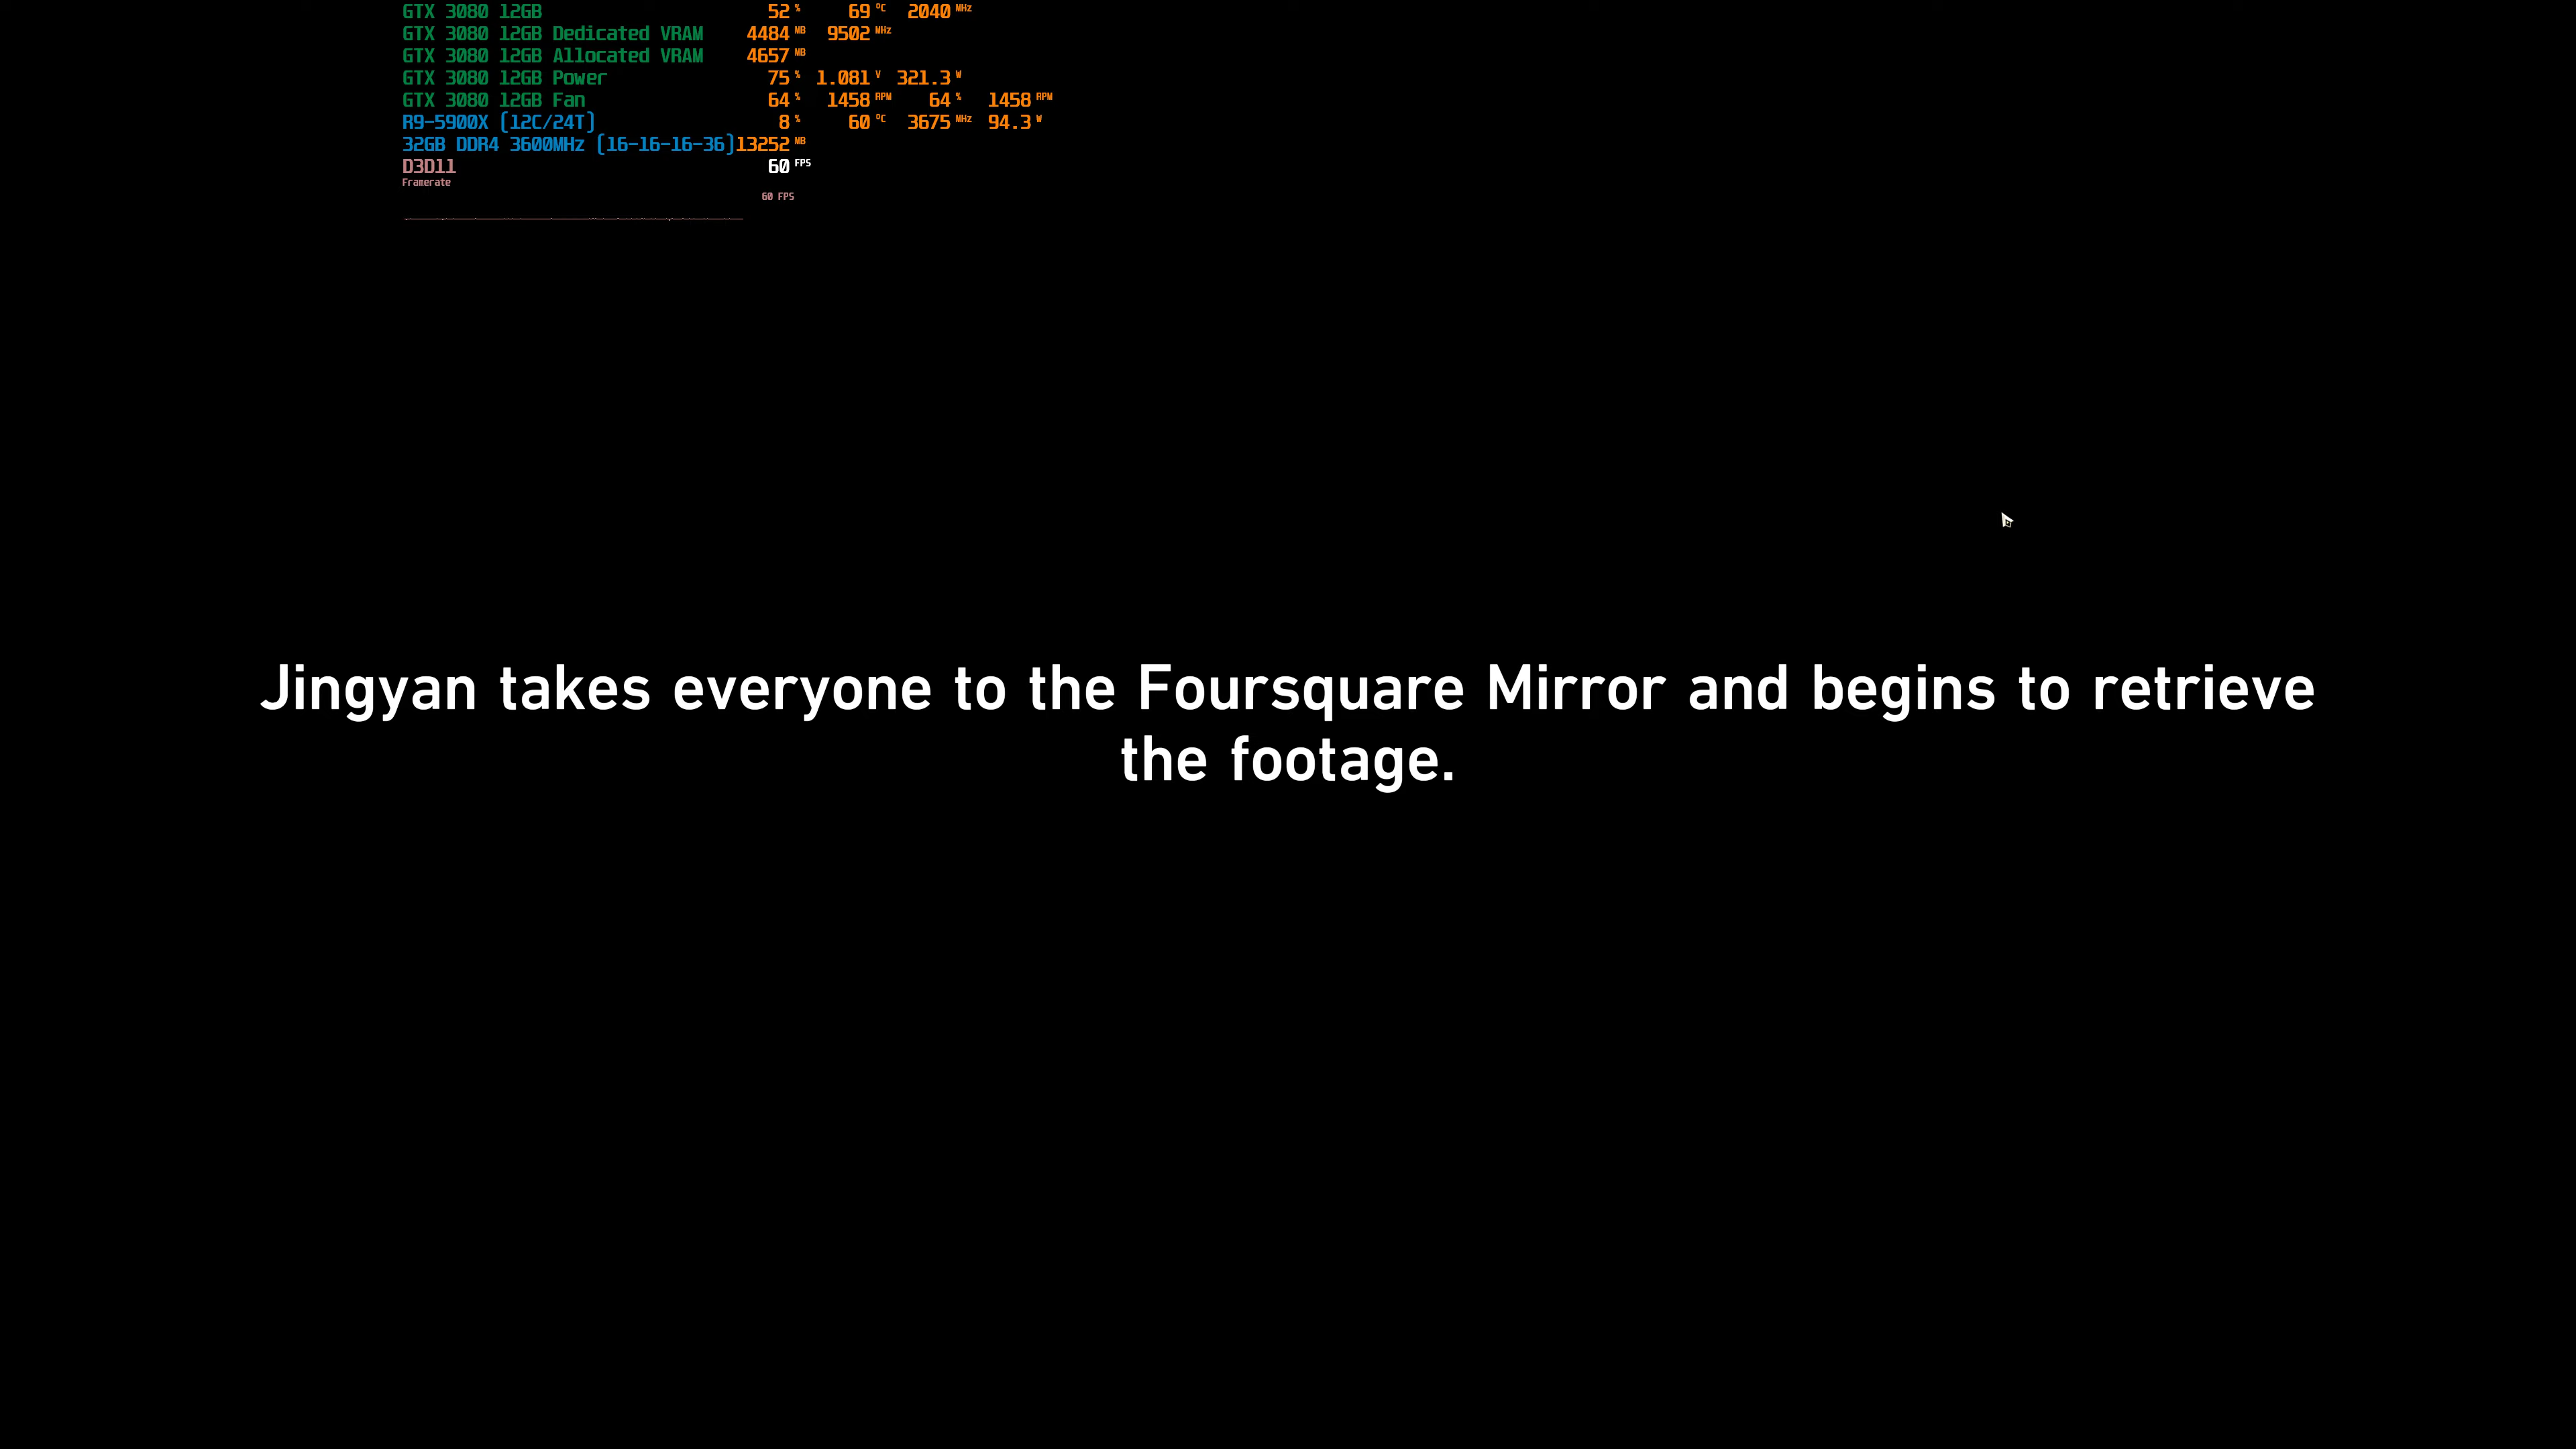 GTX 3080 12GB 52 % 69 °C 2040 MHz
GTX 3080 12GB Dedicated VRAM 4484 MB 9502 MHz
GTX 3080 12GB Allocated VRAM 4657 MB
GTX 3080 12GB Power 75 % 1.081 V 321.3 W
GTX 3080 12GB Fan 64 % 1458 RPM 64 % 1458 RPM
R9-5900X (12C/24T) 8 % 60 °C 3675 MHz 94.3 W
32GB DDR4 3600MHz (16-16-16-36) 13252 MB
D3D11 60 FPS
Framerate
60 FPS
Jingyan takes everyone to the Foursquare Mirror and begins to retrieve
the footage.